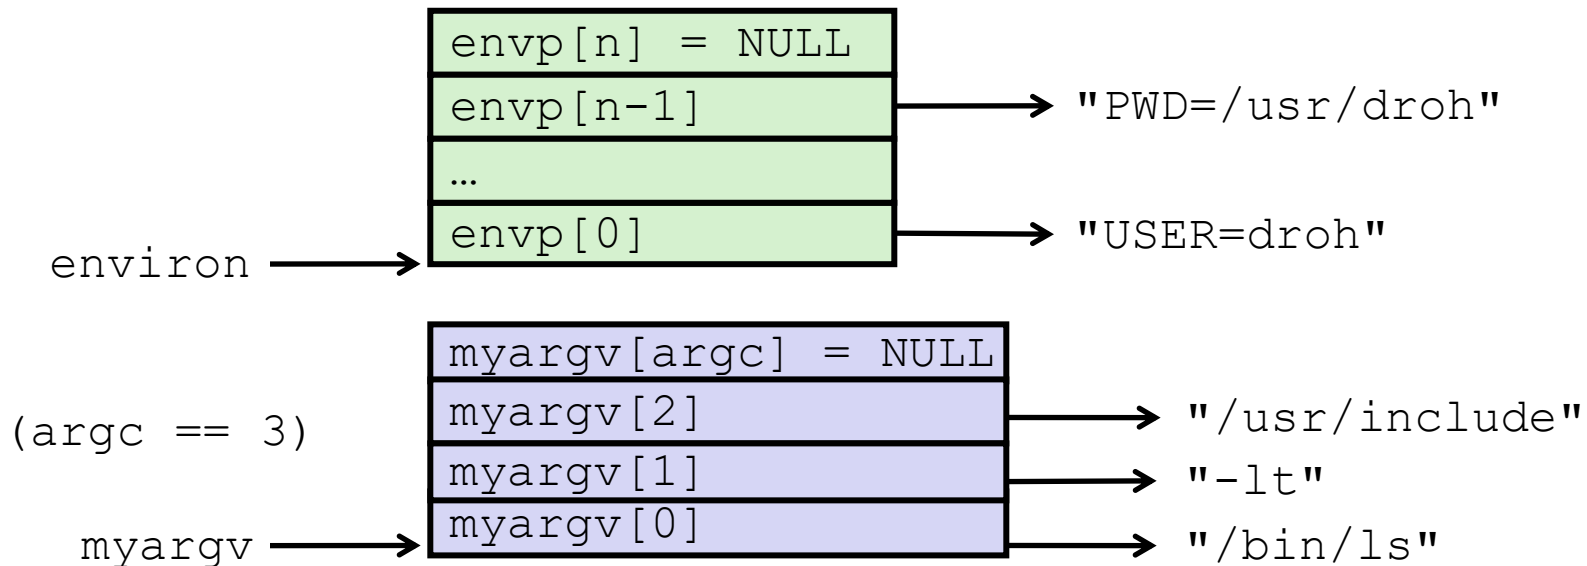 envp[n] = NULL
envp[n-1]
"PWD=/usr/droh"
…
envp[0]
"USER=droh"
environ
myargv[argc] = NULL
myargv[2]
"/usr/include"
(argc == 3)
myargv[1]
"-lt"
myargv[0]
myargv
"/bin/ls"